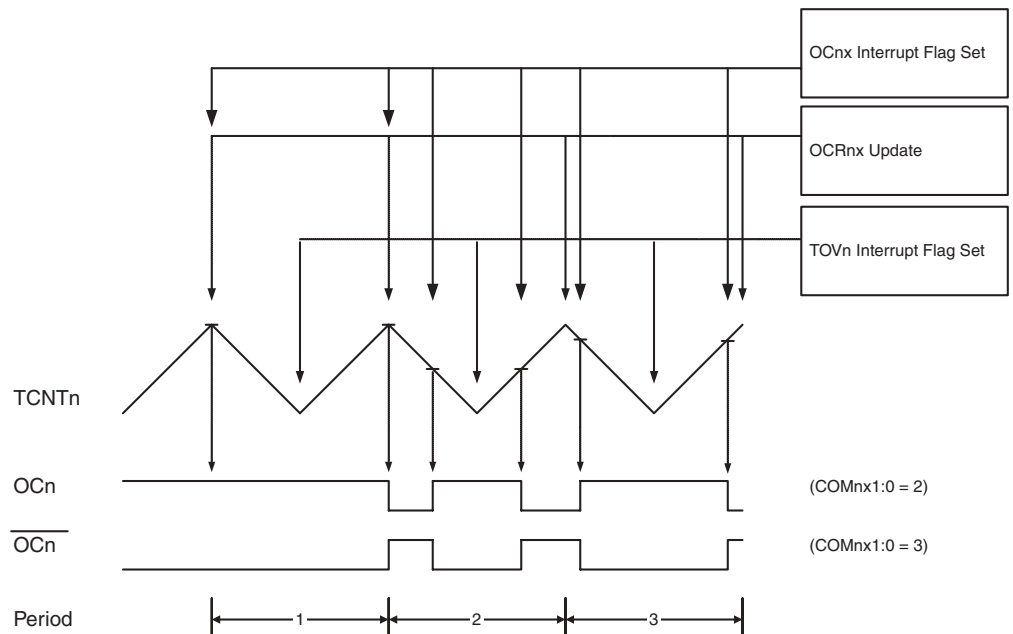 OCnx Interrupt Flag Set
OCRnx Update
TOVn Interrupt Flag Set
TCNTn
OCn
(COMnx1:0 = 2)
OCn
(COMnx1:0 = 3)
Period
1
2
3